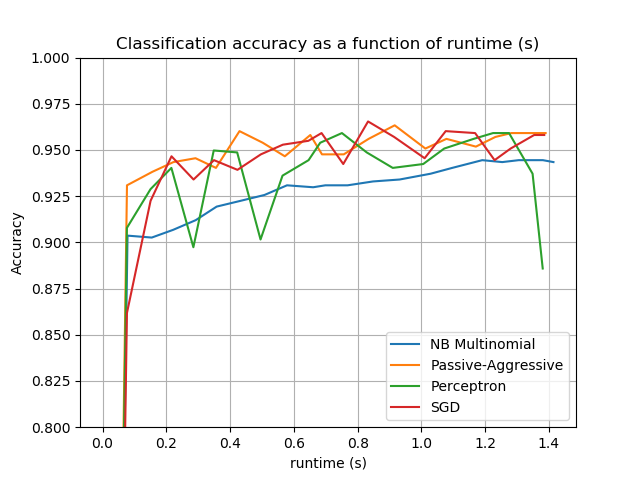 Classification accuracy as a function of runtime (s)
1.000
0.975
0.950
0.925
0.900
0.875
0.850
0.825
0.800
Accuracy
NB Multinomial
Passive-Aggressive
Perceptron
SGD
0.0 0.2 0.4 0.6 0.8 1.0 1.2 1.4
runtime (s)